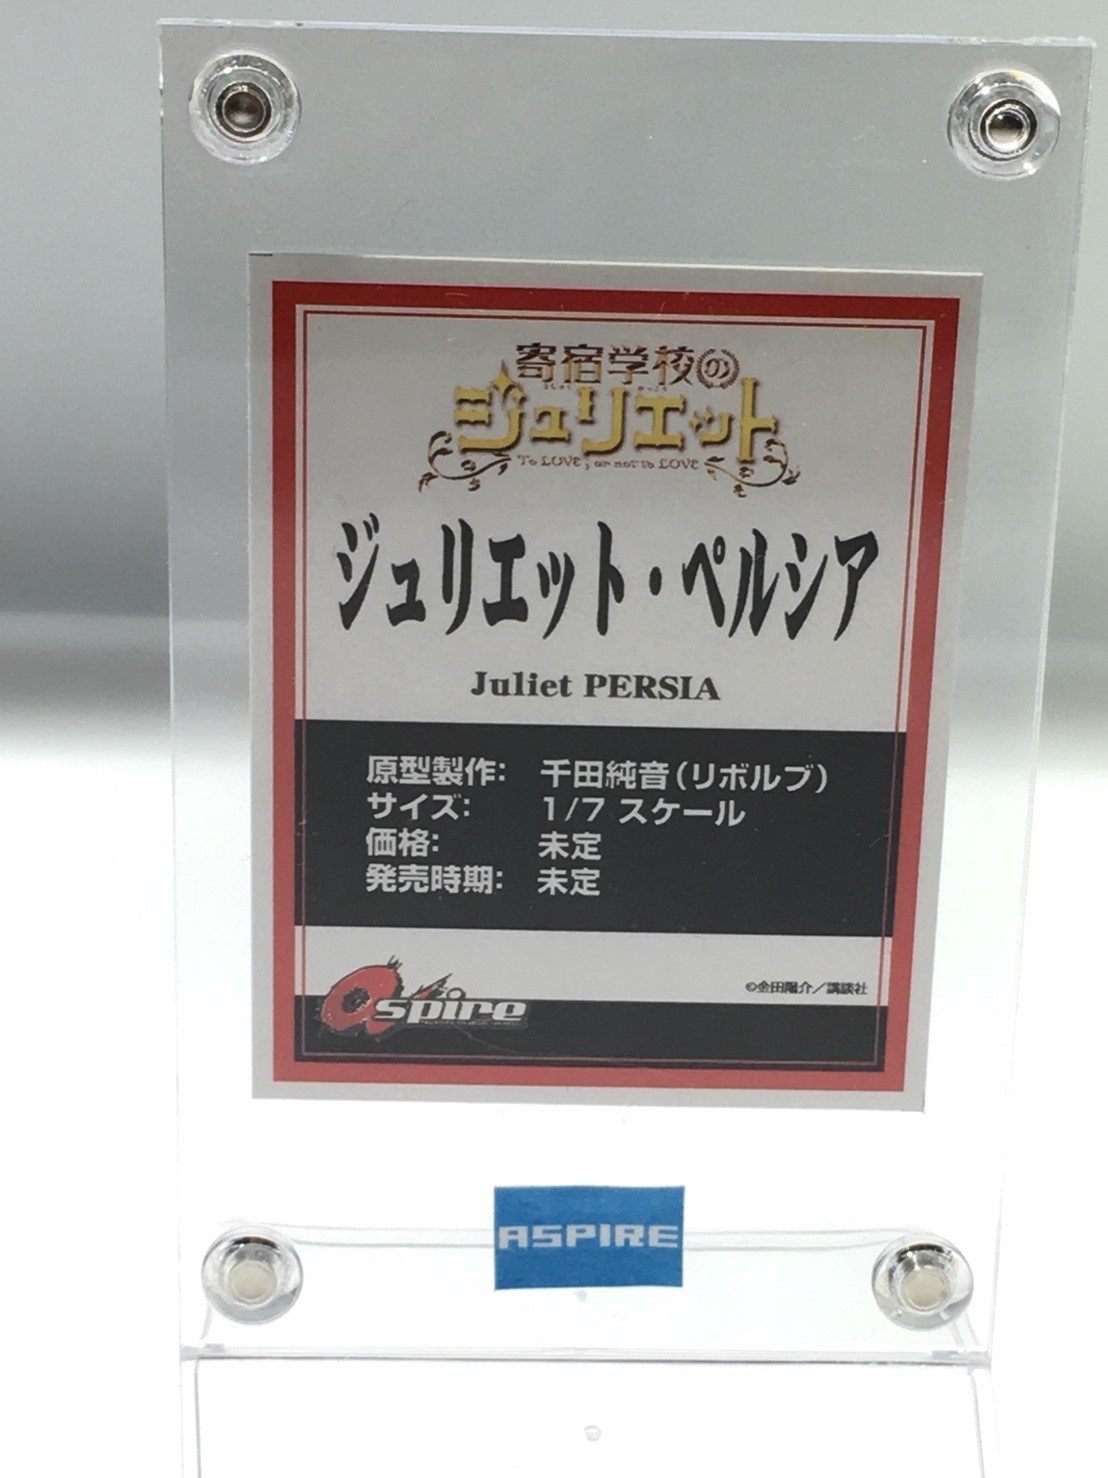 寄宿学校の
ジュリエット
To LOVE, or not to LOVE
ジュリエット・ペルシア
Juliet PERSIA
原型製作: 千田純音(リボルブ)
サイズ: 1/7 スケール
価格: 未定
発売時期: 未定
Aspire
©金田陽介/講談社
ASPIRE